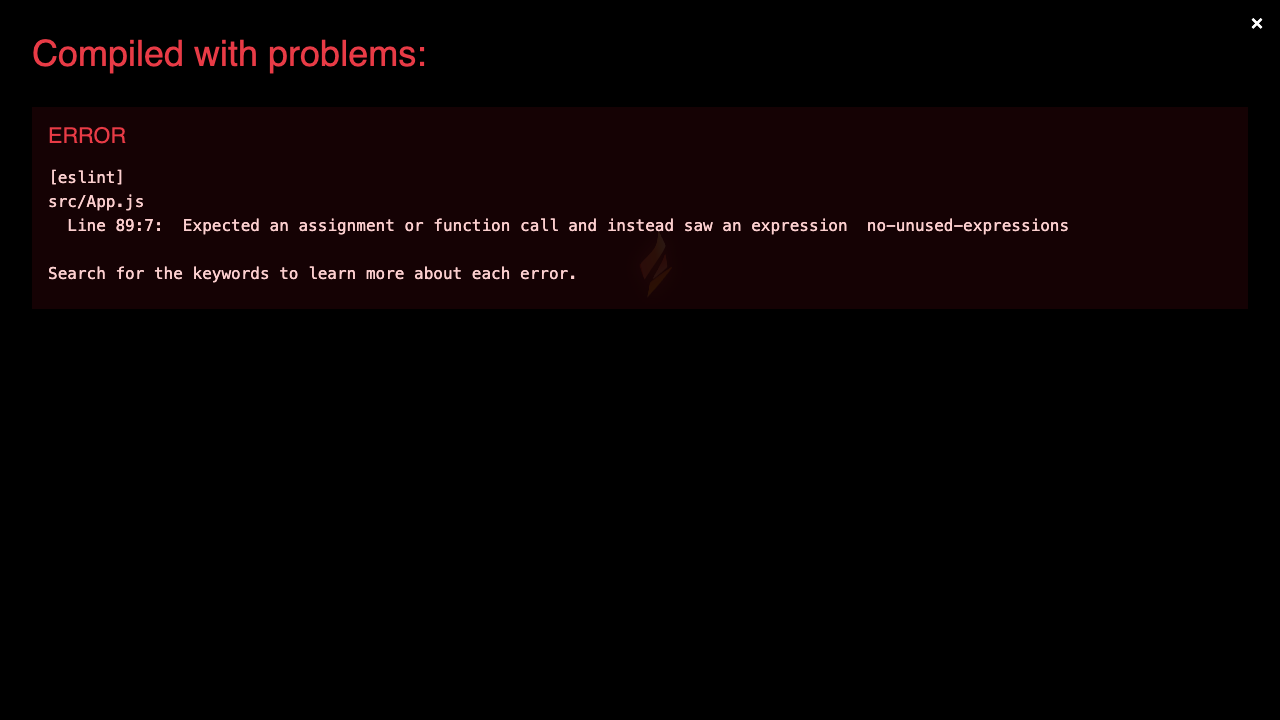 ×
Compiled with problems:
ERROR
[eslint]
src/App.js
  Line 89:7:  Expected an assignment or function call and instead saw an expression  no-unused-expressions
Search for the keywords to learn more about each error.